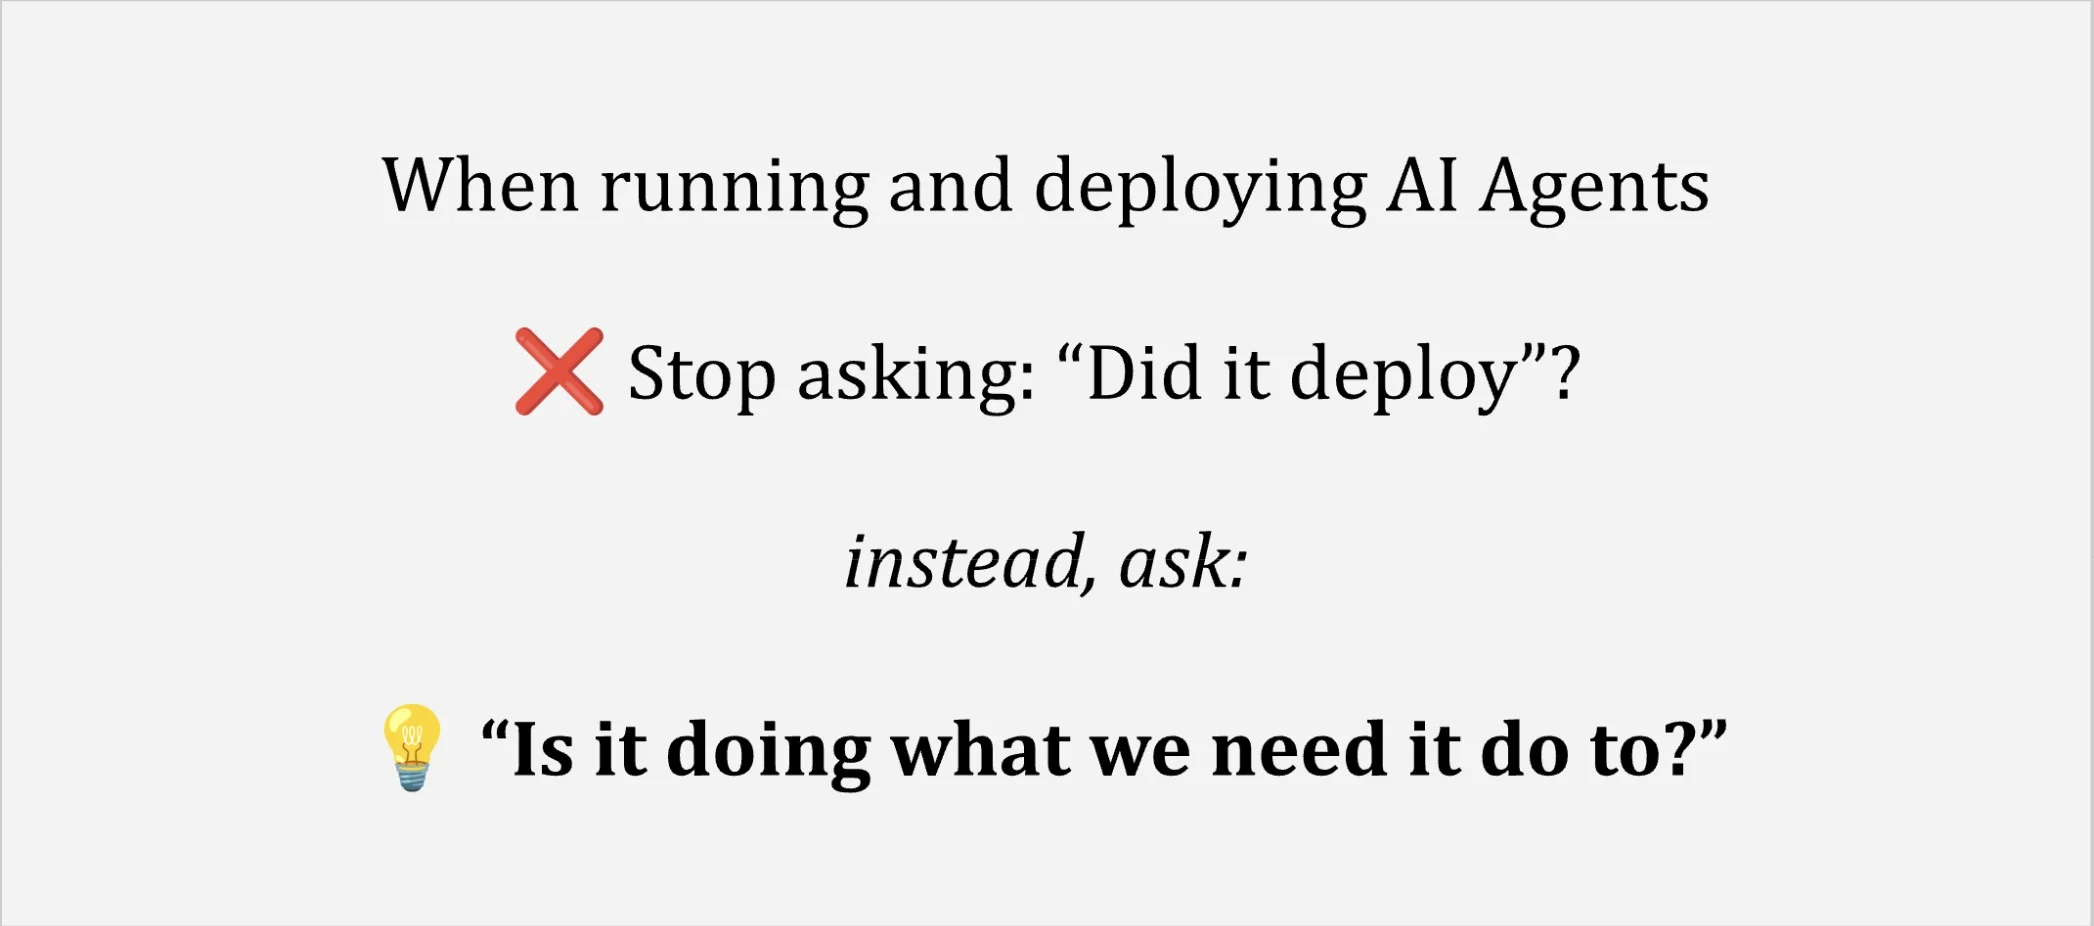 When running and deploying AI Agents
❌ Stop asking: “Did it deploy”?
instead, ask:
💡 “Is it doing what we need it do to?”